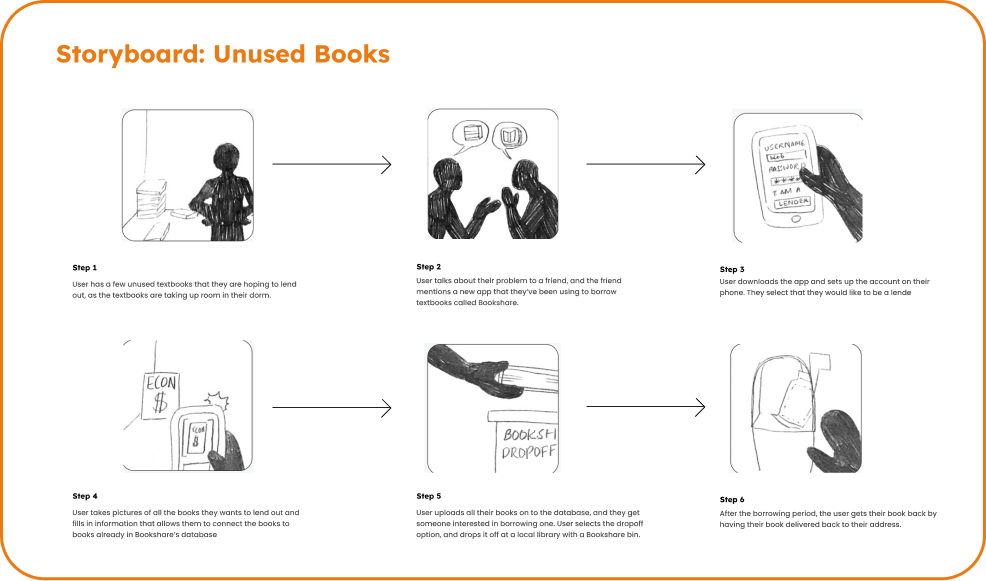 Storyboard: Unused Books
USERNAME
bob
PASSWORD
****
I AM A
LENDER
Step 1
User has a few unused textbooks that they are hoping to lend
out, as the textbooks are taking up room in their dorm.
Step 2
User talks about their problem to a friend, and the friend
mentions a new app that they've been using to borrow
textbooks called Bookshare.
Step 3
User downloads the app and sets up the account on their
phone. They select that they would like to be a lende
ECON
$
ECON
$
BOOKSH
DROPOFF
Step 4
User takes pictures of all the books they wants to lend out and
fills in information that allows them to connect the books to
books already in Bookshare's database
Step 5
User uploads all their books on to the database, and they get
someone interested in borrowing one. User selects the dropoff
option, and drops it off at a local library with a Bookshare bin.
Step 6
After the borrowing period, the user gets their book back by
having their book delivered back to their address.